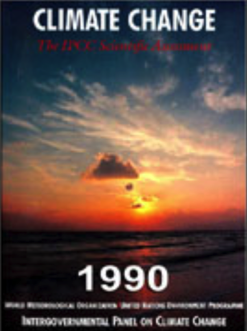 CLIMATE CHANGE
The IPCC Scientific Assessment
1990
WORLD METEOROLOGICAL ORGANIZATION UNITED NATIONS ENVIRONMENT PROGRAMME
INTERGOVERNMENTAL PANEL ON CLIMATE CHANGE